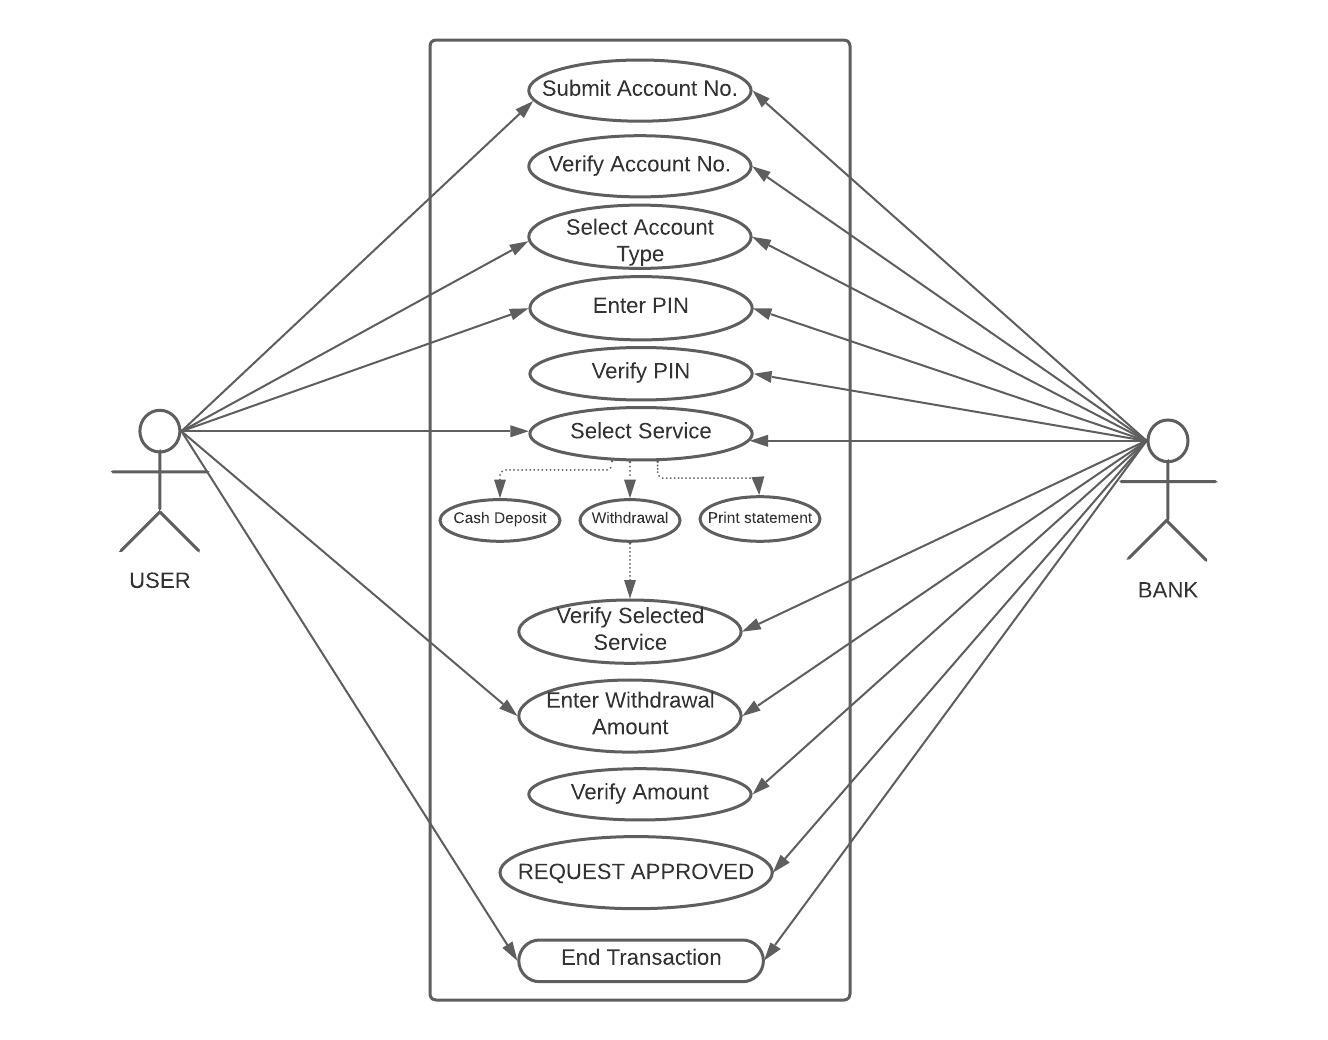 Submit Account No.
Verify Account No.
Select Account
Type
Enter PIN
Verify PIN
Select Service
Cash Deposit
Withdrawal
Print statement
USER
BANK
Verify Selected
Service
Enter Withdrawal
Amount
Verify Amount
REQUEST APPROVED
End Transaction